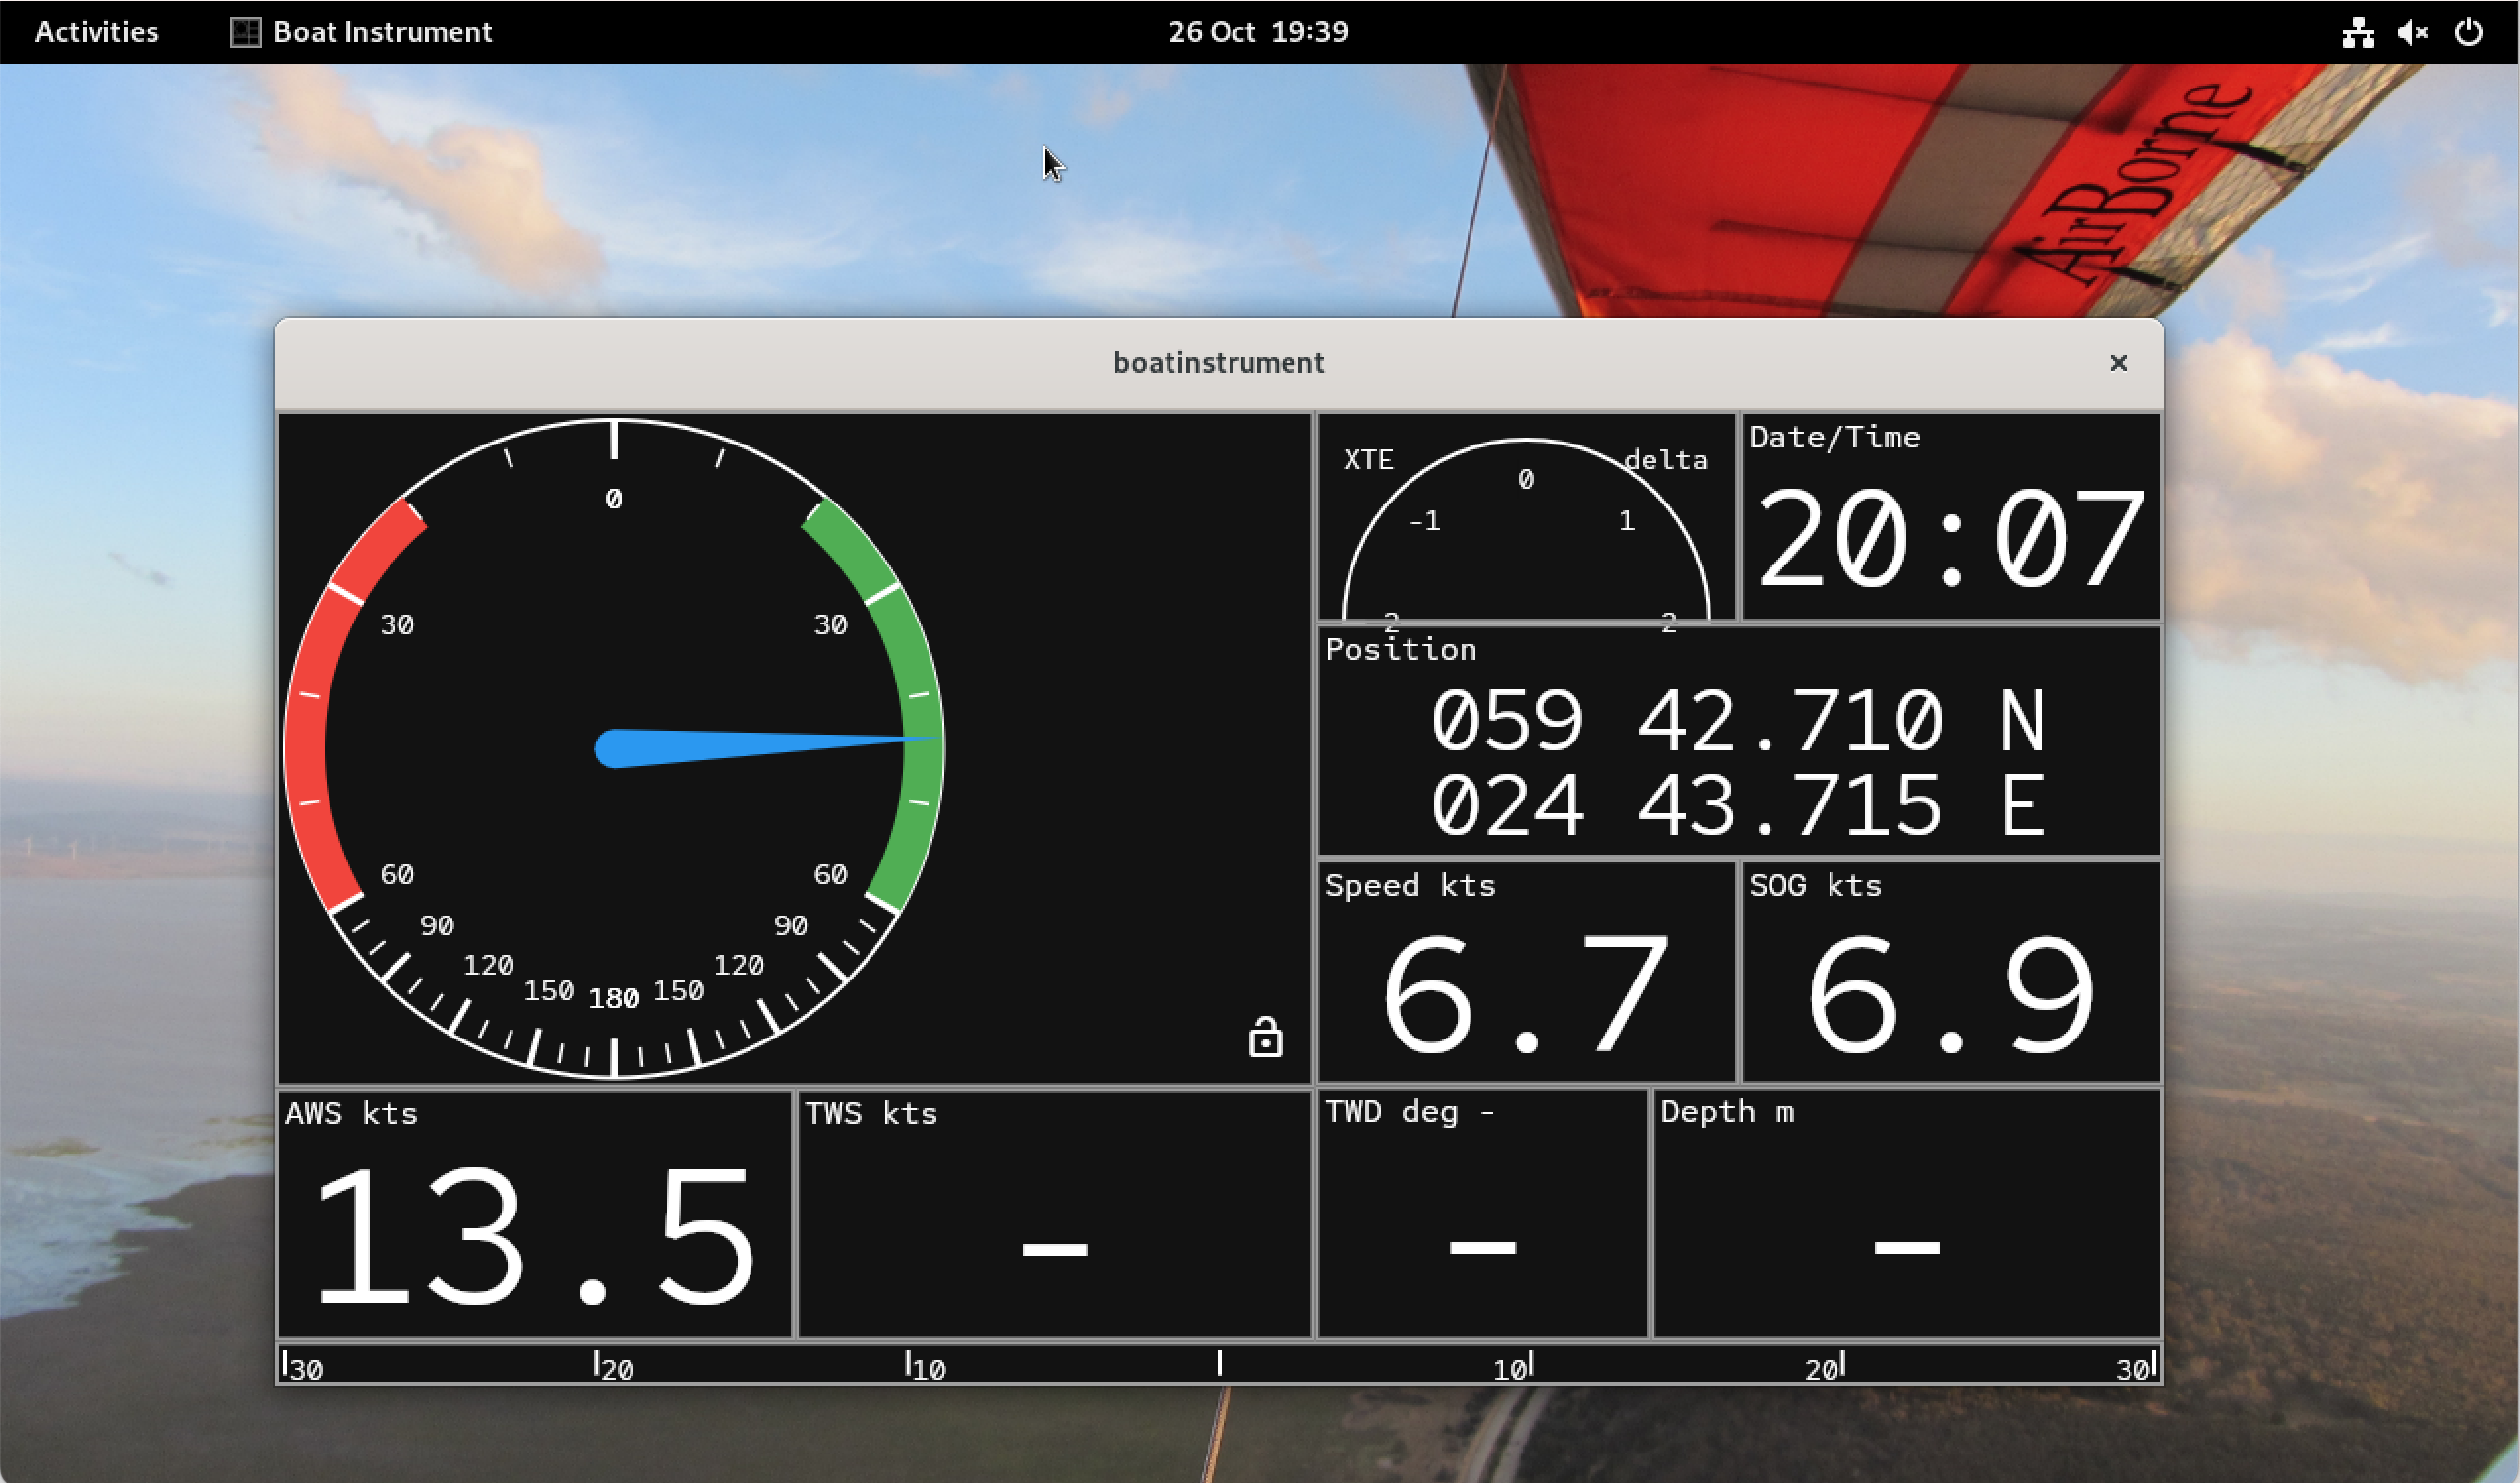 Activities Boat Instrument 26 Oct 19:39
AirBorne
boatinstrument
0
30 30
60 60
90 90
120 120
150 180 150
XTE delta
0
-1 1
-2 2
Date/Time
20:07
Position
059 42.710 N
024 43.715 E
Speed kts
6.7
SOG kts
6.9
AWS kts
13.5
TWS kts
-
TWD deg -
-
Depth m
-
30 20 10 10 20 30